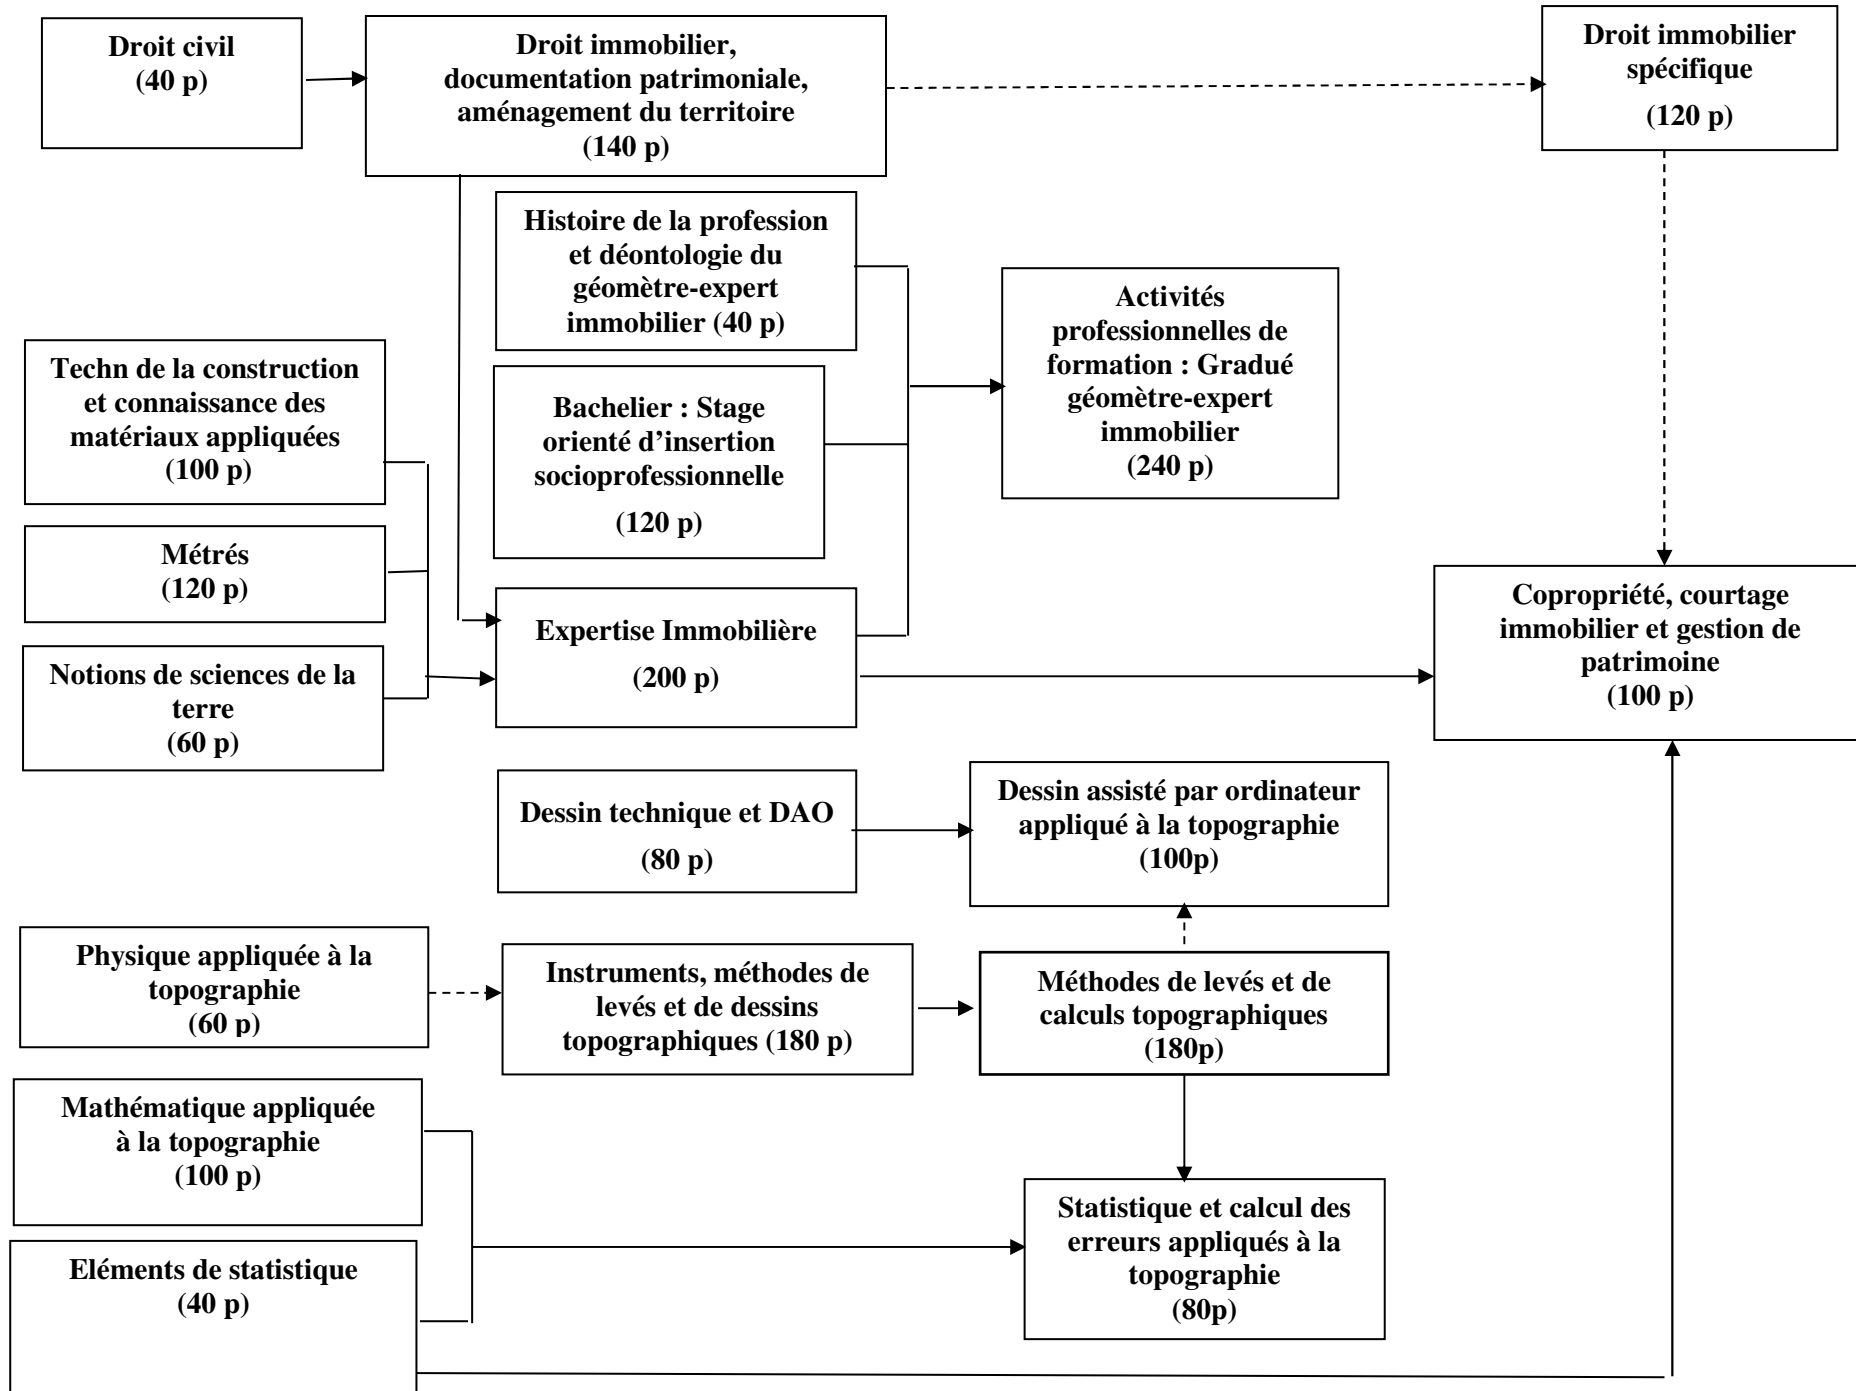 Droit civil
(40 p)
Droit immobilier,
documentation patrimoniale,
aménagement du territoire
(140 p)
Droit immobilier
spécifique
(120 p)
Histoire de la profession
et déontologie du
géomètre-expert
immobilier (40 p)
Activités
professionnelles de
formation : Gradué
géomètre-expert
immobilier
(240 p)
Techn de la construction
et connaissance des
matériaux appliquées
(100 p)
Bachelier : Stage
orienté d’insertion
socioprofessionnelle
(120 p)
Métrés
(120 p)
Expertise Immobilière
(200 p)
Copropriété, courtage
immobilier et gestion de
patrimoine
(100 p)
Notions de sciences de la
terre
(60 p)
Dessin technique et DAO
(80 p)
Dessin assisté par ordinateur
appliqué à la topographie
(100p)
Physique appliquée à la
topographie
(60 p)
Instruments, méthodes de
levés et de dessins
topographiques (180 p)
Méthodes de levés et de
calculs topographiques
(180p)
Mathématique appliquée
à la topographie
(100 p)
Statistique et calcul des
erreurs appliqués à la
topographie
(80p)
Eléments de statistique
(40 p)